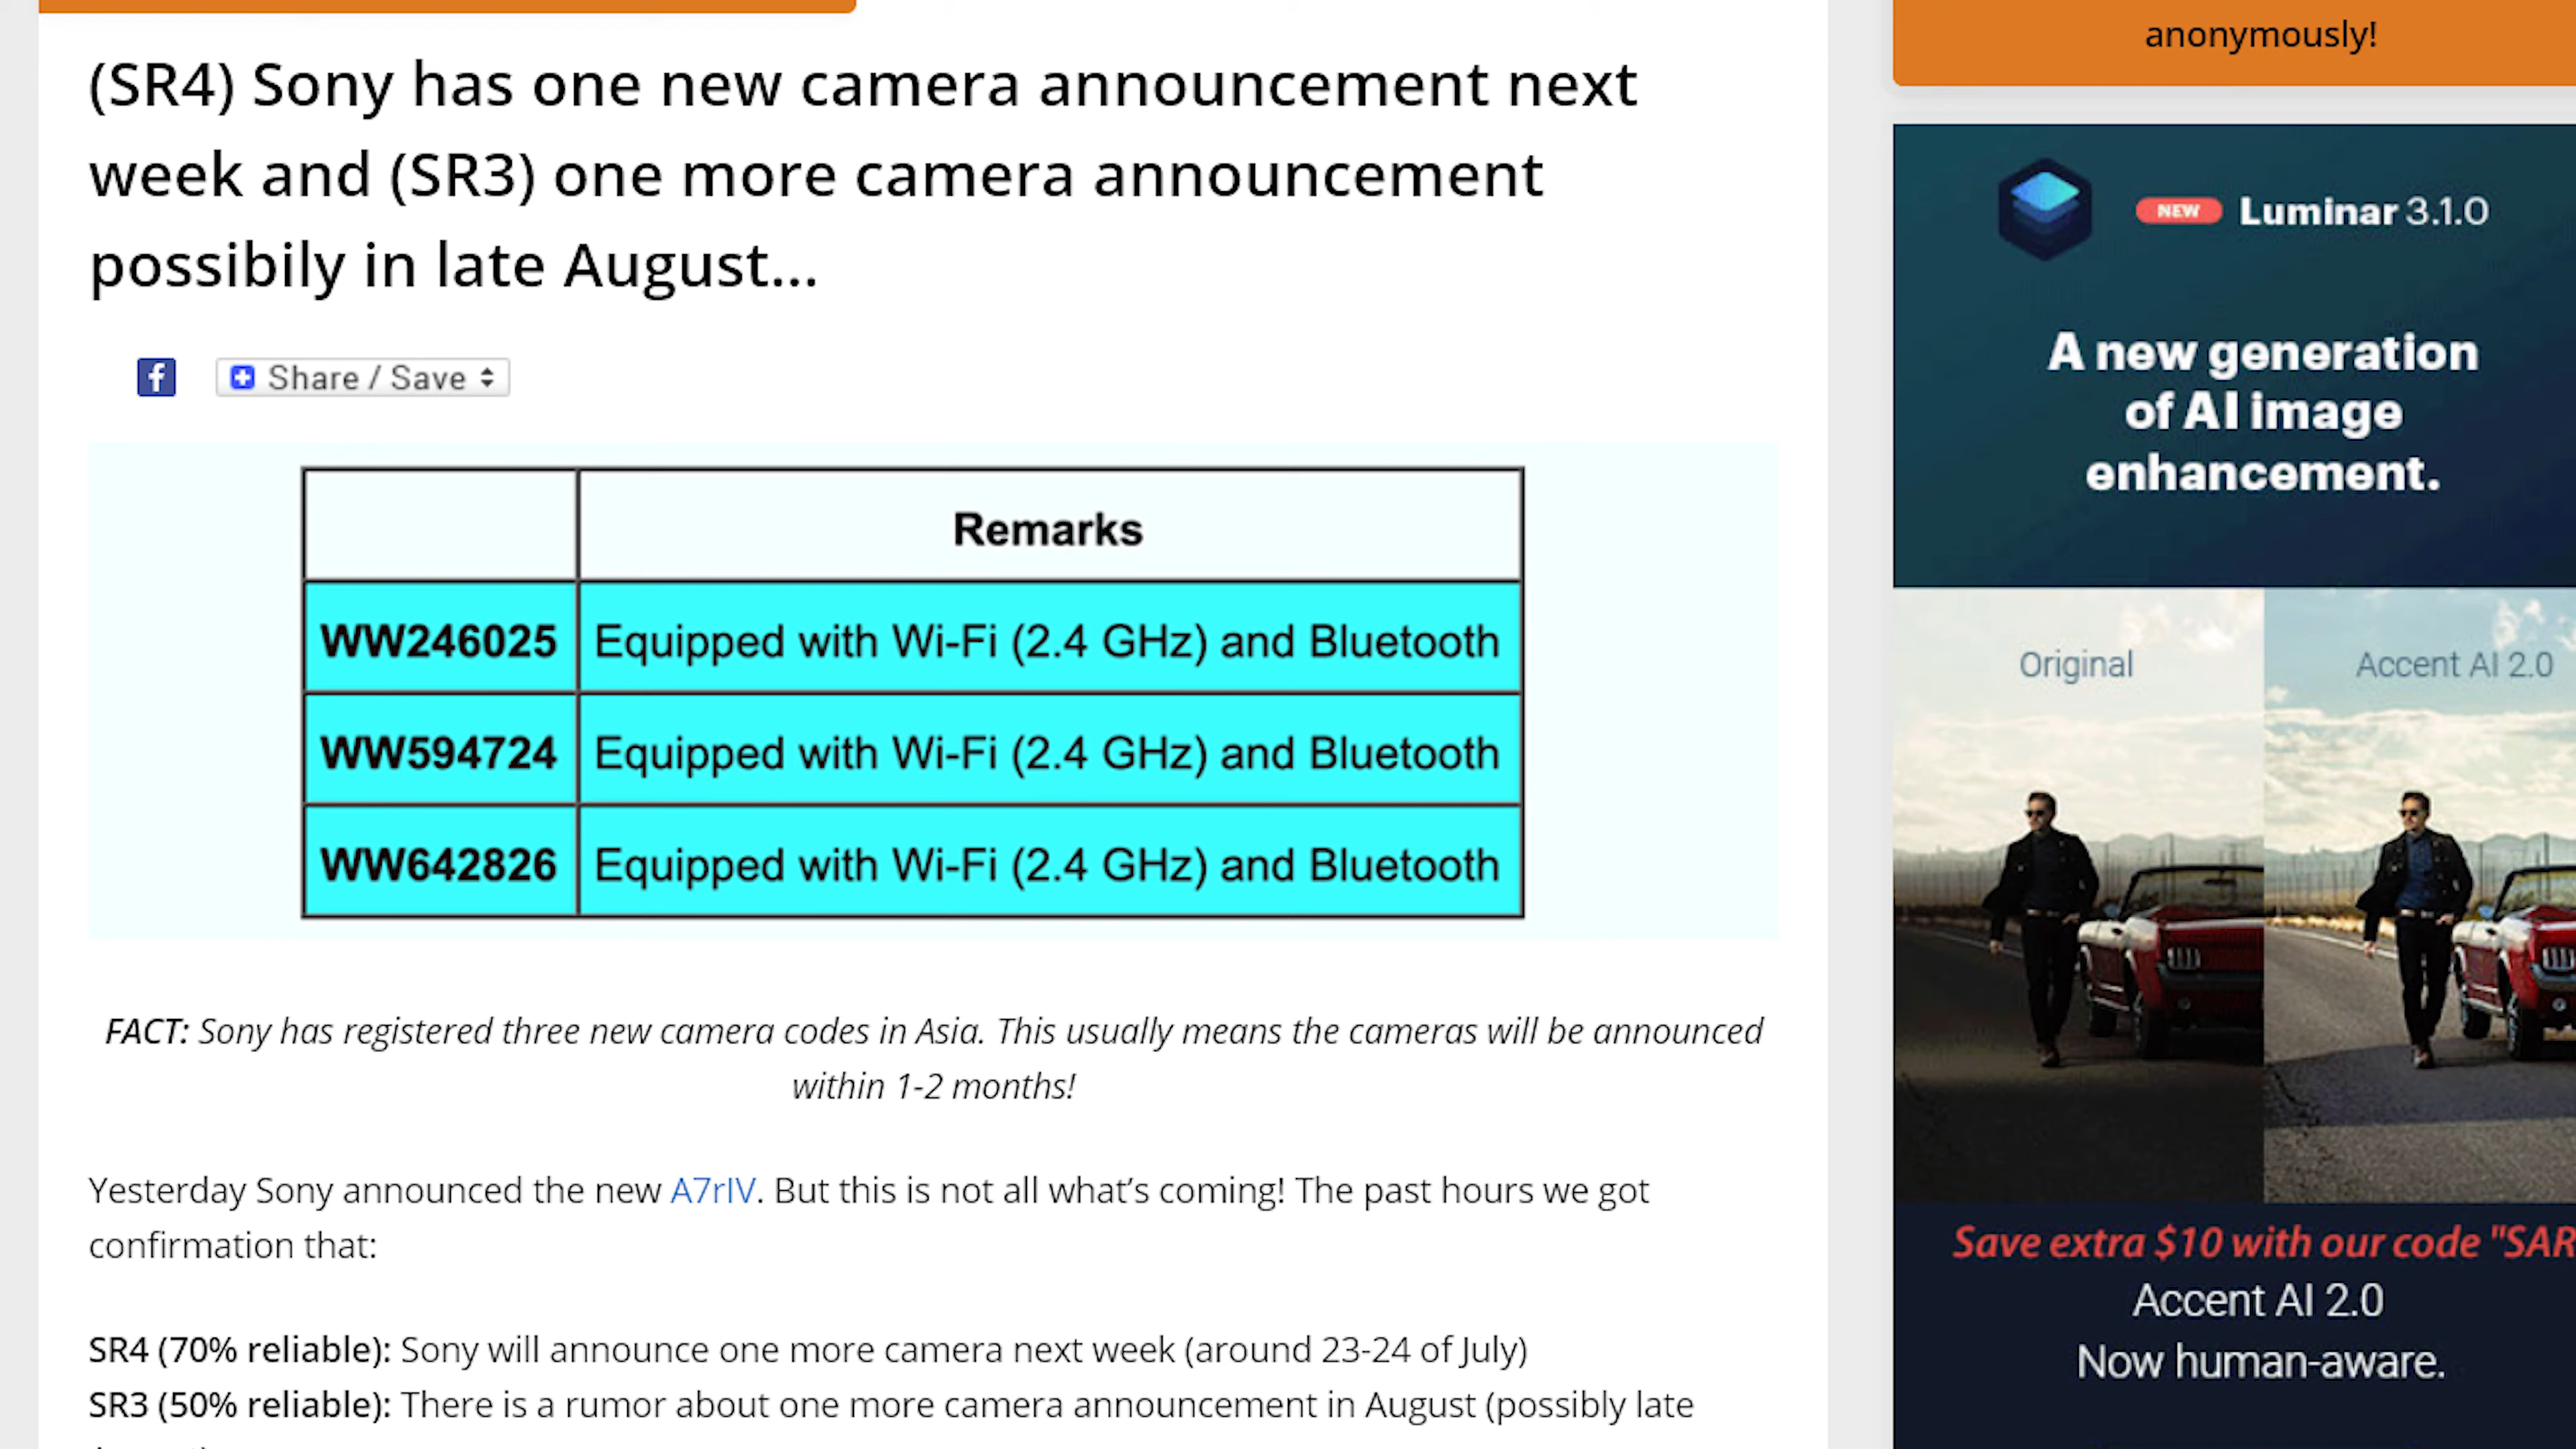 (SR4) Sony has one new camera announcement next
week and (SR3) one more camera announcement
possibily in late August...
Share / Save
Remarks
WW246025 Equipped with Wi-Fi (2.4 GHz) and Bluetooth
WW594724 Equipped with Wi-Fi (2.4 GHz) and Bluetooth
WW642826 Equipped with Wi-Fi (2.4 GHz) and Bluetooth
FACT: Sony has registered three new camera codes in Asia. This usually means the cameras will be announced
within 1-2 months!
Yesterday Sony announced the new A7rIV. But this is not all what's coming! The past hours we got
confirmation that:
SR4 (70% reliable): Sony will announce one more camera next week (around 23-24 of July)
SR3 (50% reliable): There is a rumor about one more camera announcement in August (possibly late
anonymously!
NEW Luminar 3.1.0
A new generation
of AI image
enhancement.
Original
Accent AI 2.0
Save extra $10 with our code "SAR
Accent AI 2.0
Now human-aware.